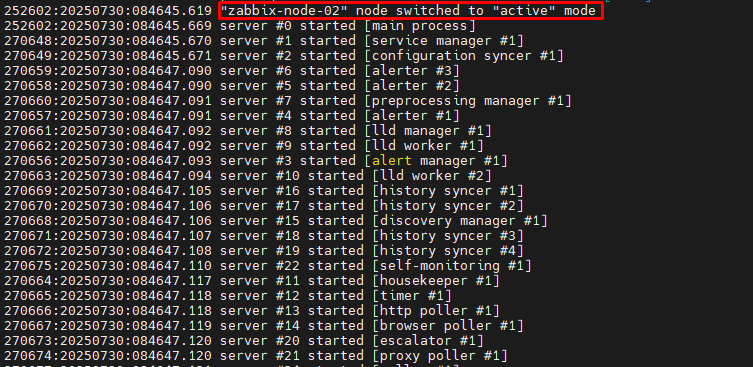 252602:20250730:084645.619 "zabbix-node-02" node switched to "active" mode
252602:20250730:084645.669 server #0 started [main process]
270648:20250730:084645.670 server #1 started [service manager #1]
270649:20250730:084645.671 server #2 started [configuration syncer #1]
270659:20250730:084647.090 server #6 started [alerter #3]
270658:20250730:084647.090 server #5 started [alerter #2]
270660:20250730:084647.091 server #7 started [preprocessing manager #1]
270657:20250730:084647.091 server #4 started [alerter #1]
270661:20250730:084647.092 server #8 started [lld manager #1]
270662:20250730:084647.092 server #9 started [lld worker #1]
270656:20250730:084647.093 server #3 started [alert manager #1]
270663:20250730:084647.094 server #10 started [lld worker #2]
270669:20250730:084647.105 server #16 started [history syncer #1]
270670:20250730:084647.106 server #17 started [history syncer #2]
270668:20250730:084647.106 server #15 started [discovery manager #1]
270671:20250730:084647.107 server #18 started [history syncer #3]
270672:20250730:084647.108 server #19 started [history syncer #4]
270675:20250730:084647.110 server #22 started [self-monitoring #1]
270664:20250730:084647.117 server #11 started [housekeeper #1]
270665:20250730:084647.118 server #12 started [timer #1]
270666:20250730:084647.118 server #13 started [http poller #1]
270667:20250730:084647.119 server #14 started [browser poller #1]
270673:20250730:084647.120 server #20 started [escalator #1]
270674:20250730:084647.120 server #21 started [proxy poller #1]